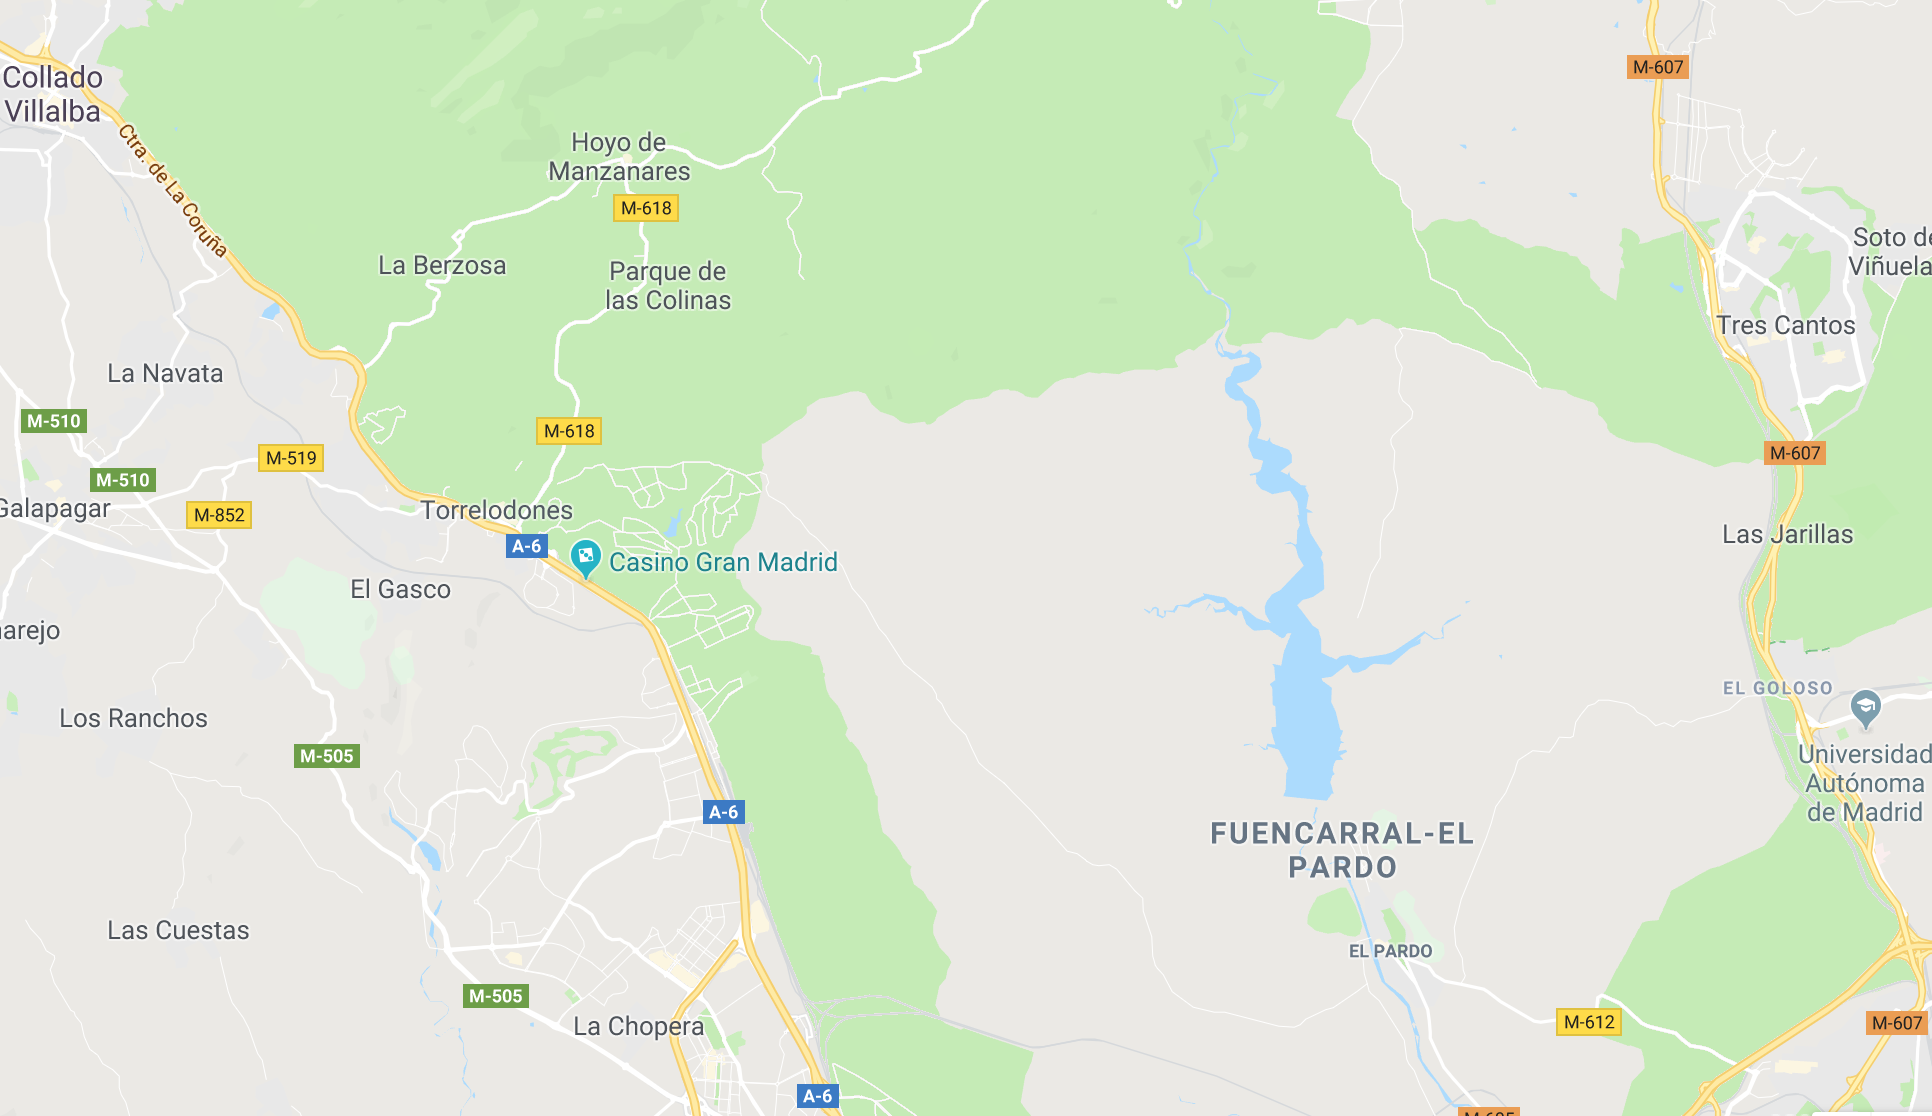 M-607
Collado
Villalba
Ctra. de La Coruña
Hoyo de
Manzanares
M-618
La Berzosa
Parque de
las Colinas
Soto de
Viñuela
Tres Cantos
La Navata
M-510
M-618
M-519
M-607
M-510
Galapagar
M-852
Torrelodones
A-6
Casino Gran Madrid
Las Jarillas
El Gasco
arejo
EL GOLOSO
Los Ranchos
M-505
Universidad
Autónoma
de Madrid
A-6
FUENCARRAL-EL
PARDO
Las Cuestas
EL PARDO
M-505
La Chopera
M-612
M-607
A-6